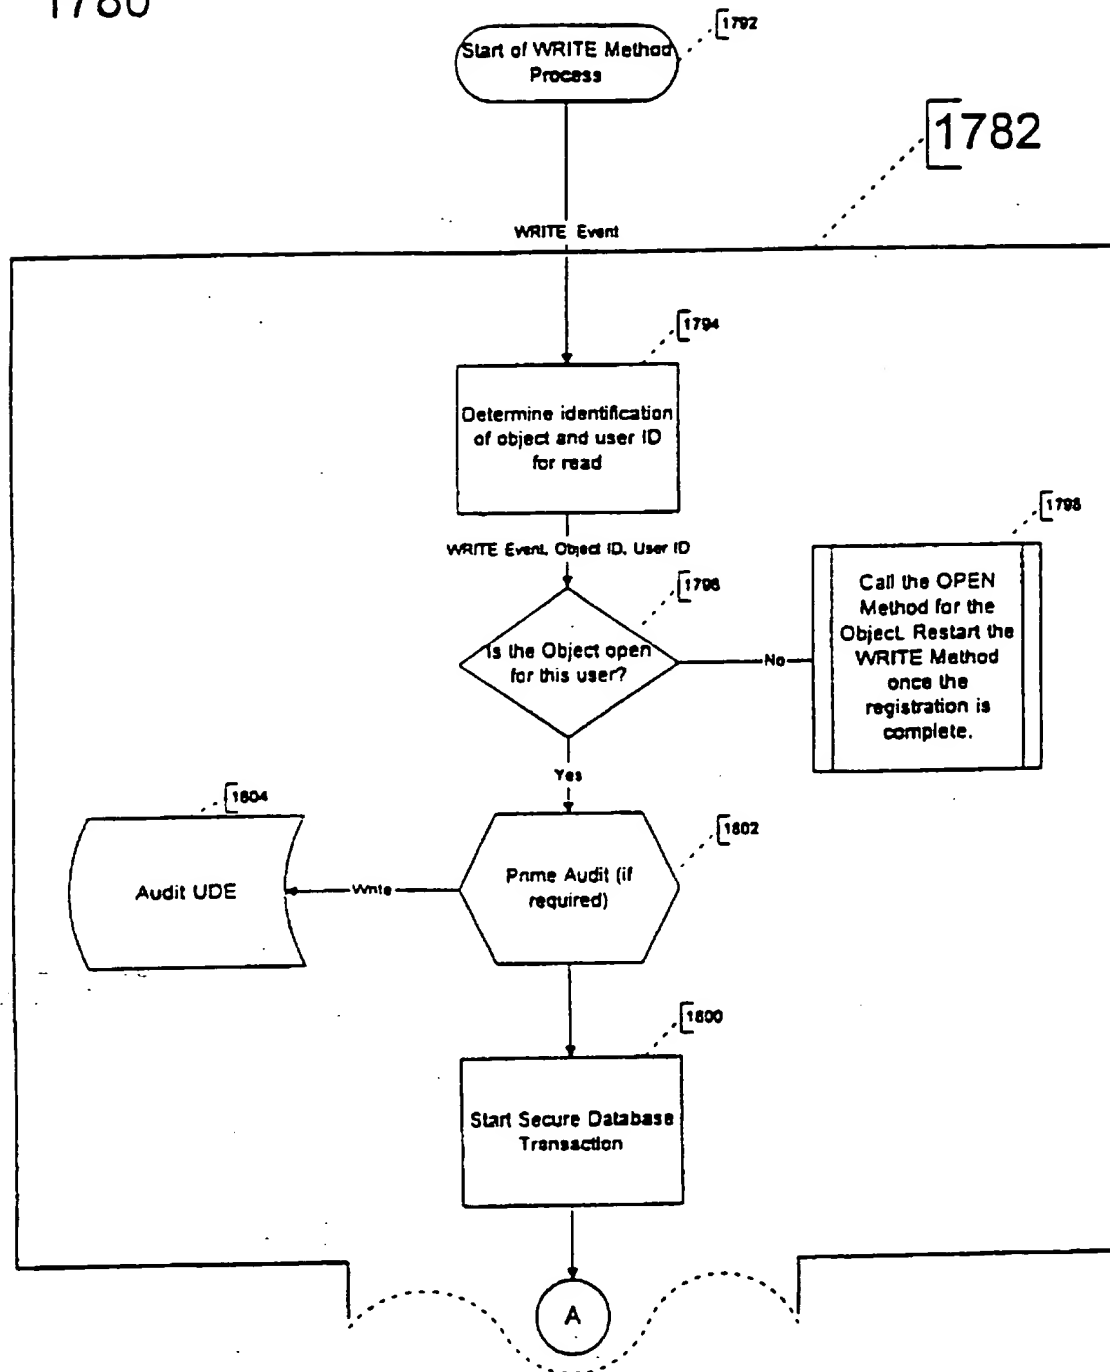 1780
1792
Start of WRITE Method
Process
1782
WRITE Event
1794
Determine identification
of object and user ID
for read
WRITE Event, Object ID, User ID
1796
Is the Object open
for this user?
No
1798
Call the OPEN
Method for the
Object. Restart the
WRITE Method
once the
registration is
complete.
Yes
1804
Audit UDE
Write
1802
Prime Audit (if
required)
1800
Start Secure Database
Transaction
A